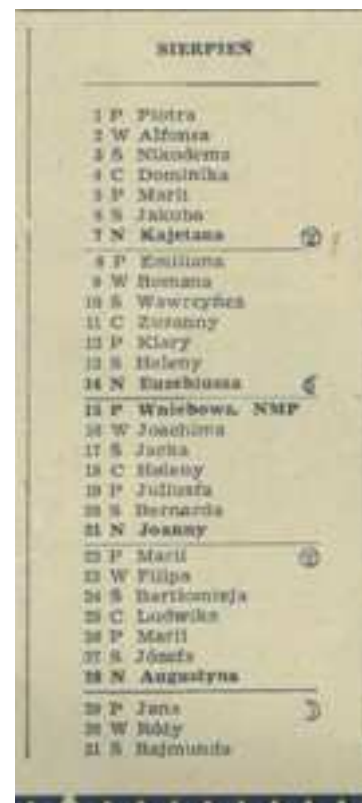 SIERPIEŃ
1 P Piotra
2 W Alfonsa
3 Ś Nikodema
4 C Dominika
5 P Marii
6 S Jakuba
7 N Kajetana
8 P Emiliana
9 W Romana
10 Ś Wawrzyńca
11 C Zuzanny
12 P Klary
13 S Heleny
14 N Euzebiusza
15 P Wniebowz. NMP
16 W Joachima
17 Ś Jacka
18 C Heleny
19 P
20 S Bernarda
21 N Joanny
22 P Marii
23 W Filipa
24 Ś Bartłomieja
25 C Ludwika
26 P Marii
27 S Józefa
28 N Augustyna
29 P Jana
30 W Róży
31 Ś Rajmunda